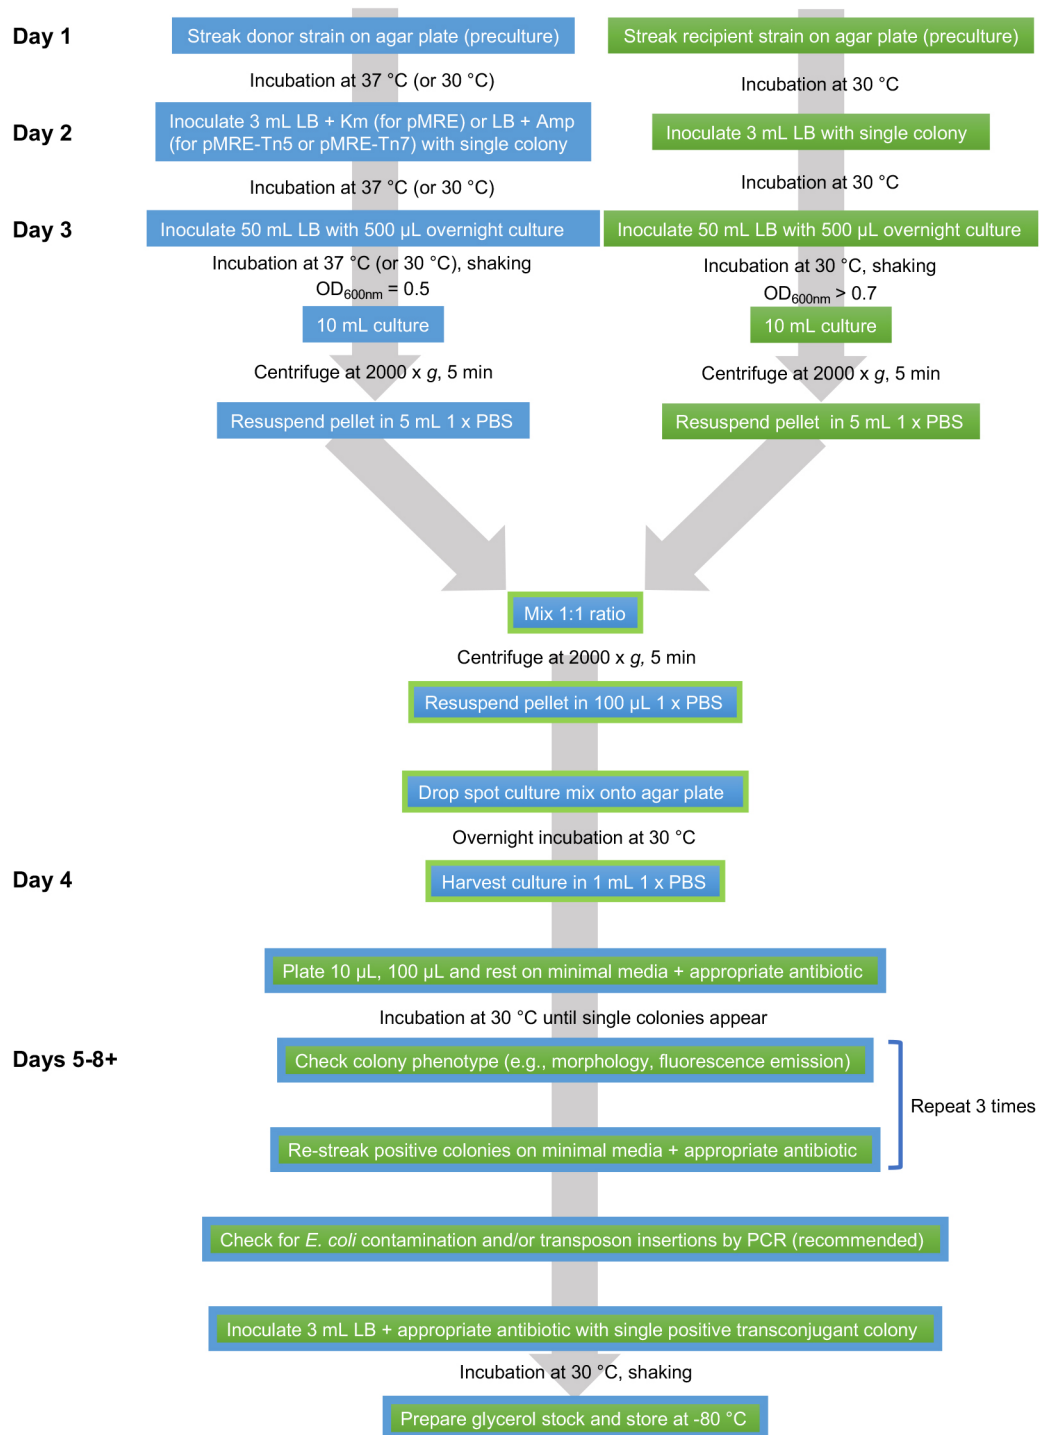 Day 1
Streak donor strain on agar plate (preculture)
Streak recipient strain on agar plate (preculture)
Incubation at 37 °C (or 30 °C)
Incubation at 30 °C
Day 2
Inoculate 3 mL LB + Km (for pMRE) or LB + Amp
(for pMRE-Tn5 or pMRE-Tn7) with single colony
Inoculate 3 mL LB with single colony
Incubation at 37 °C (or 30 °C)
Incubation at 30 °C
Day 3
Inoculate 50 mL LB with 500 µL overnight culture
Inoculate 50 mL LB with 500 µL overnight culture
Incubation at 37 °C (or 30 °C), shaking
OD600nm = 0.5
Incubation at 30 °C, shaking
OD600nm > 0.7
10 mL culture
10 mL culture
Centrifuge at 2000 x g, 5 min
Centrifuge at 2000 x g, 5 min
Resuspend pellet in 5 mL 1 x PBS
Resuspend pellet in 5 mL 1 x PBS
Mix 1:1 ratio
Centrifuge at 2000 x g, 5 min
Resuspend pellet in 100 µL 1 x PBS
Drop spot culture mix onto agar plate
Overnight incubation at 30 °C
Day 4
Harvest culture in 1 mL 1 x PBS
Plate 10 µL, 100 µL and rest on minimal media + appropriate antibiotic
Incubation at 30 °C until single colonies appear
Days 5-8+
Check colony phenotype (e.g., morphology, fluorescence emission)
Repeat 3 times
Re-streak positive colonies on minimal media + appropriate antibiotic
Check for E. coli contamination and/or transposon insertions by PCR (recommended)
Inoculate 3 mL LB + appropriate antibiotic with single positive transconjugant colony
Incubation at 30 °C, shaking
Prepare glycerol stock and store at -80 °C